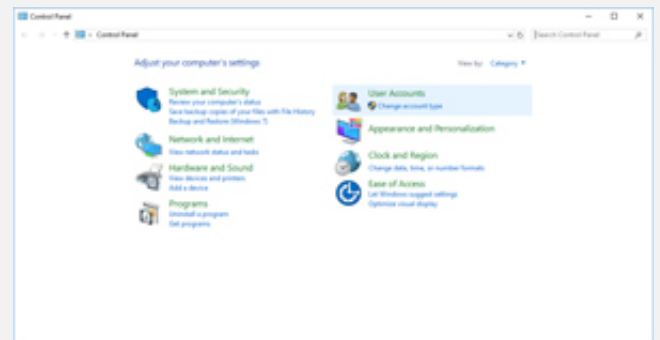 Control Panel
Control Panel
Search Control Panel
Adjust your computer's settings
View by: Category
System and Security
Review your computer's status
Save backup copies of your files with File History
Backup and Restore (Windows 7)
Network and Internet
View network status and tasks
Hardware and Sound
View devices and printers
Add a device
Programs
Uninstall a program
Get programs
User Accounts
Change account type
Appearance and Personalization
Clock and Region
Change date, time, or number formats
Ease of Access
Let Windows suggest settings
Optimize visual display